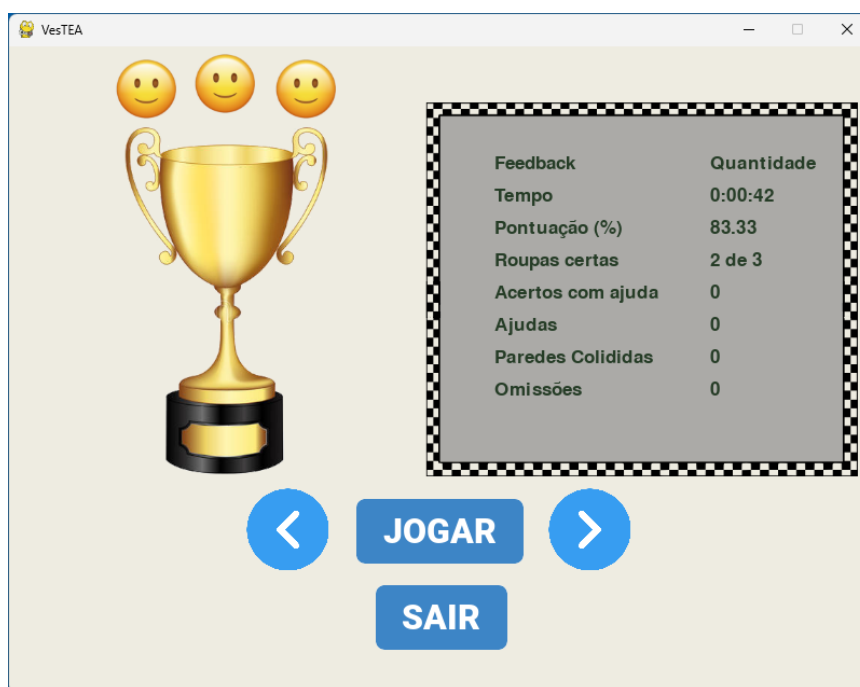 VesTEA
Feedback Quantidade
Tempo 0:00:42
Pontuação (%) 83.33
Roupas certas 2 de 3
Acertos com ajuda 0
Ajudas 0
Paredes Colididas 0
Omissões 0
JOGAR
SAIR